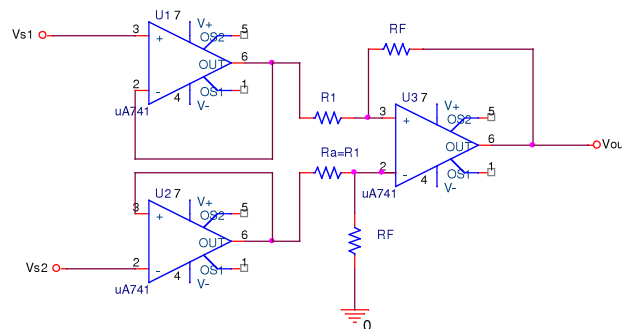 U1 7 V+
Vs1 3 + OS2 5
OUT 6
2 - OS1 1
uA741 4 V-
RF
R1 U3 7 V+
3 + OS2 5
OUT 6 Vou
Ra=R1 2 - OS1 1
uA741 4 V-
U2 7 V+
3 + OS2 5
OUT 6
Vs2 2 - OS1 1
uA741 4 V-
RF
0